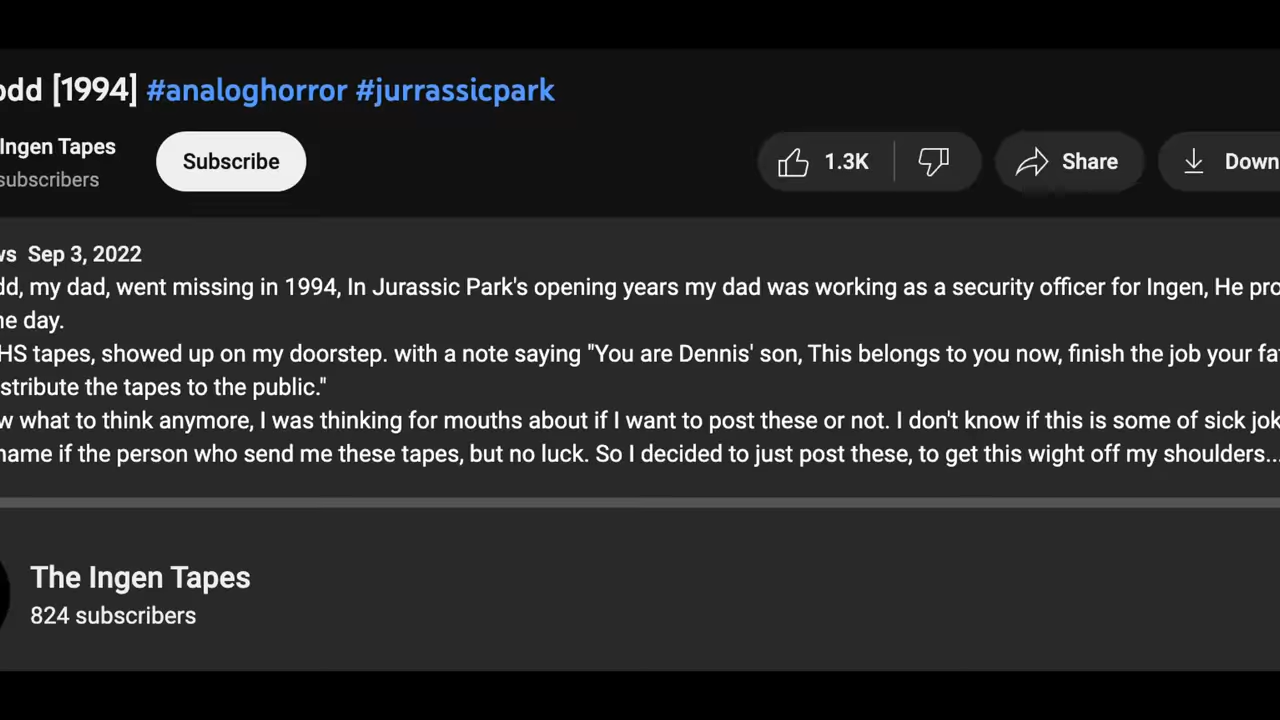 odd [1994] #analoghorror #jurrassicpark
Ingen Tapes
Subscribe
1.3K
Share
Down
subscribers
ws Sep 3, 2022
dd, my dad, went missing in 1994, In Jurassic Park's opening years my dad was working as a security officer for Ingen, He pro
ne day.
HS tapes, showed up on my doorstep. with a note saying "You are Dennis' son, This belongs to you now, finish the job your fat
stribute the tapes to the public."
w what to think anymore, I was thinking for mouths about if I want to post these or not. I don't know if this is some of sick jok
name if the person who send me these tapes, but no luck. So I decided to just post these, to get this wight off my shoulders...
The Ingen Tapes
824 subscribers